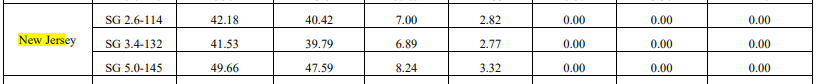 SG 2.6-114 42.18 40.42 7.00 2.82 0.00 0.00 0.00
New Jersey SG 3.4-132 41.53 39.79 6.89 2.77 0.00 0.00 0.00
SG 5.0-145 49.66 47.59 8.24 3.32 0.00 0.00 0.00